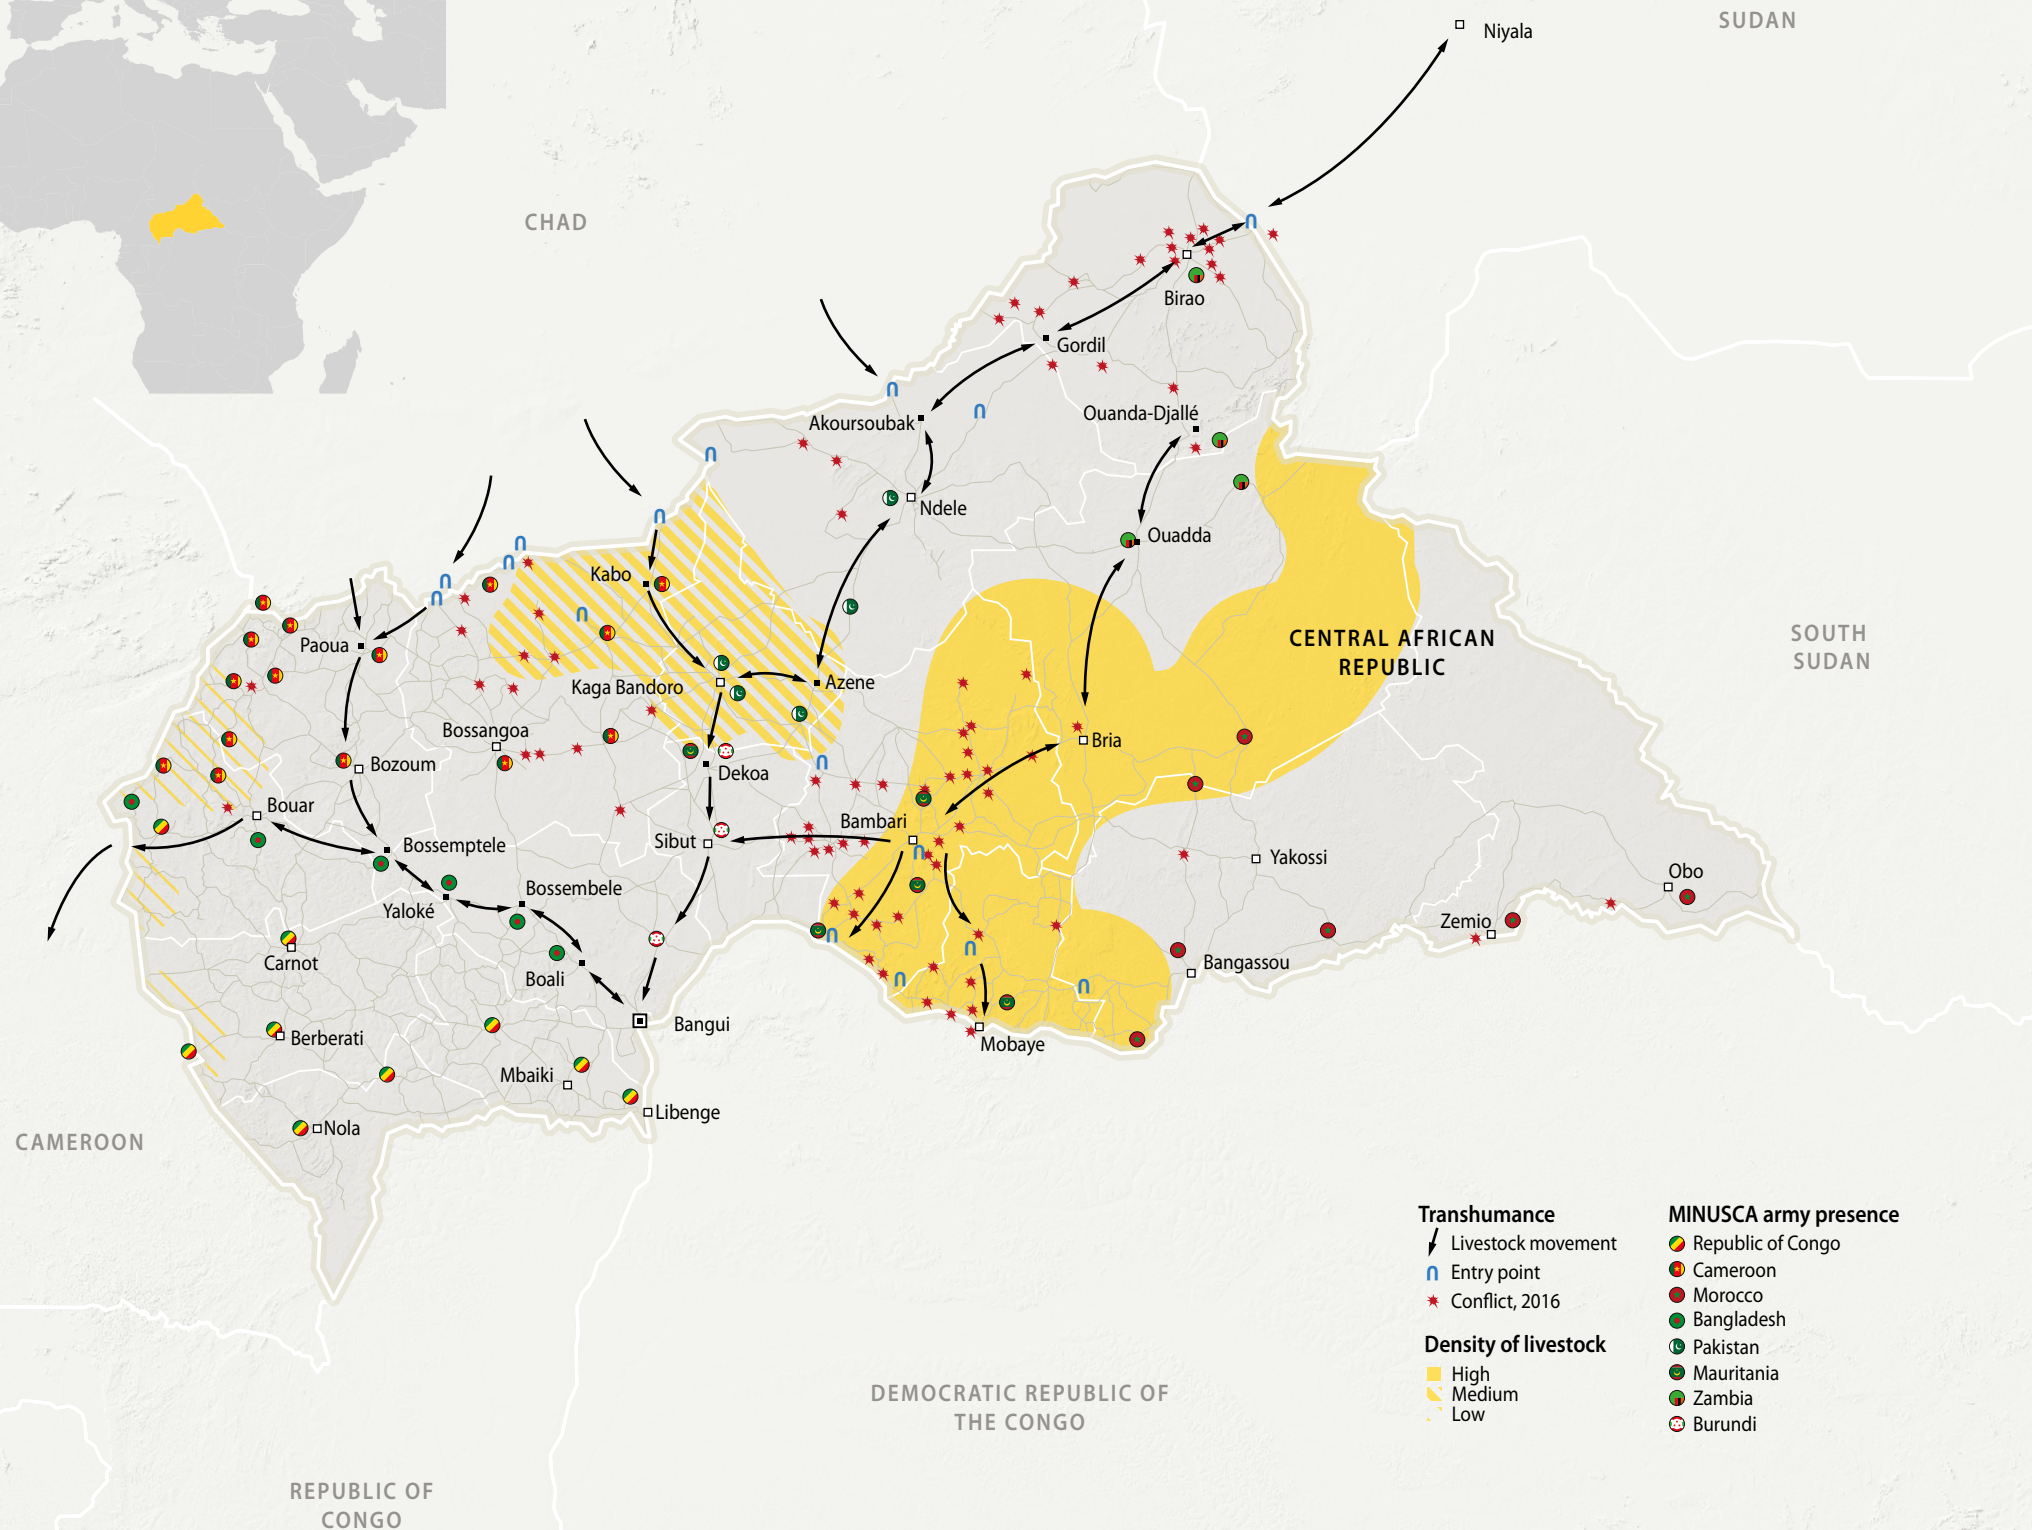 SUDAN
Niyala
CHAD
Birao
Gordil
Ouanda-Djallé
Akoursoubak
Ndele
Ouadda
Kabo
CENTRAL AFRICAN
REPUBLIC
SOUTH
SUDAN
Paoua
Kaga Bandoro
Azene
Bossangoa
Bria
Bozoum
Dekoa
Bouar
Bambari
Sibut
Bossemptele
Yakossi
Obo
Bossembele
Yaloké
Zemio
Carnot
Boali
Bangassou
Bangui
Berberati
Mobaye
Mbaiki
Libenge
Nola
CAMEROON
Transhumance
Livestock movement
Entry point
Conflict, 2016
Density of livestock
High
Medium
Low
MINUSCA army presence
Republic of Congo
Cameroon
Morocco
Bangladesh
Pakistan
Mauritania
Zambia
Burundi
DEMOCRATIC REPUBLIC OF
THE CONGO
REPUBLIC OF
CONGO